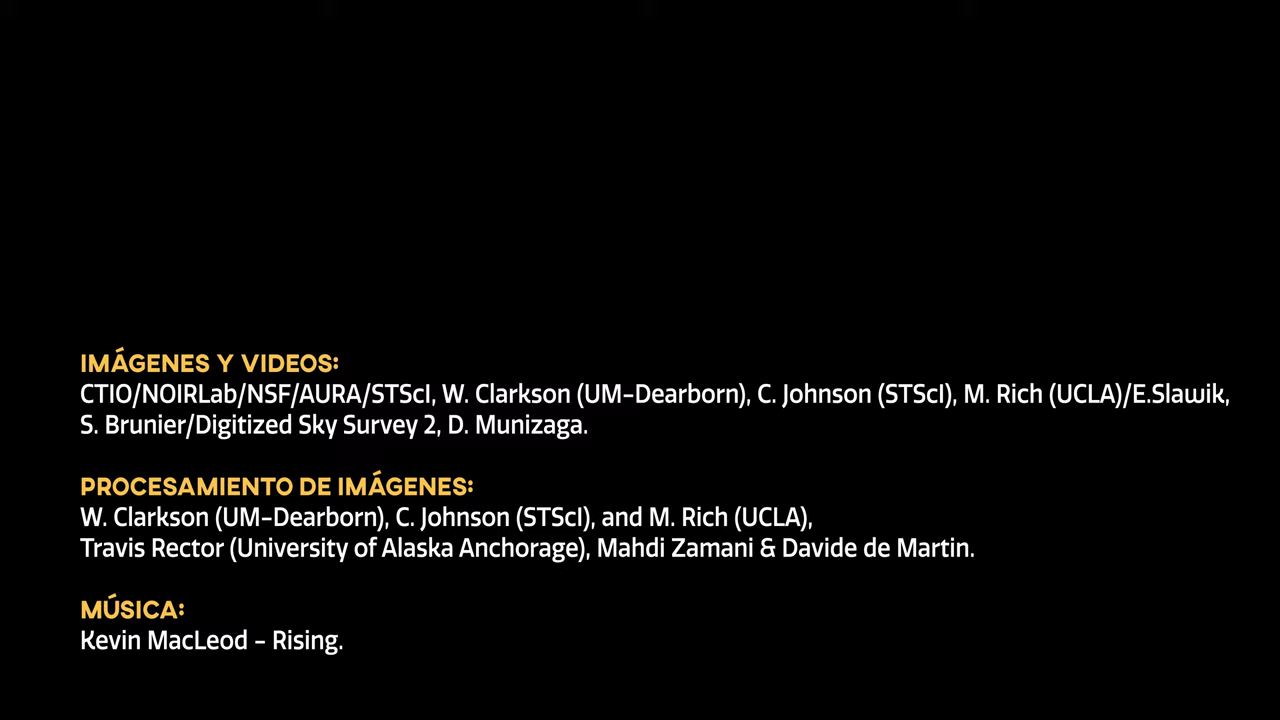 IMÁGENES Y VIDEOS:
CTIO/NOIRLab/NSF/AURA/STScI, W. Clarkson (UM-Dearborn), C. Johnson (STScI), M. Rich (UCLA)/E.Slawik,
S. Brunier/Digitized Sky Survey 2, D. Munizaga.
PROCESAMIENTO DE IMÁGENES:
W. Clarkson (UM-Dearborn), C. Johnson (STScI), and M. Rich (UCLA),
Travis Rector (University of Alaska Anchorage), Mahdi Zamani & Davide de Martin.
MÚSICA:
Kevin MacLeod - Rising.